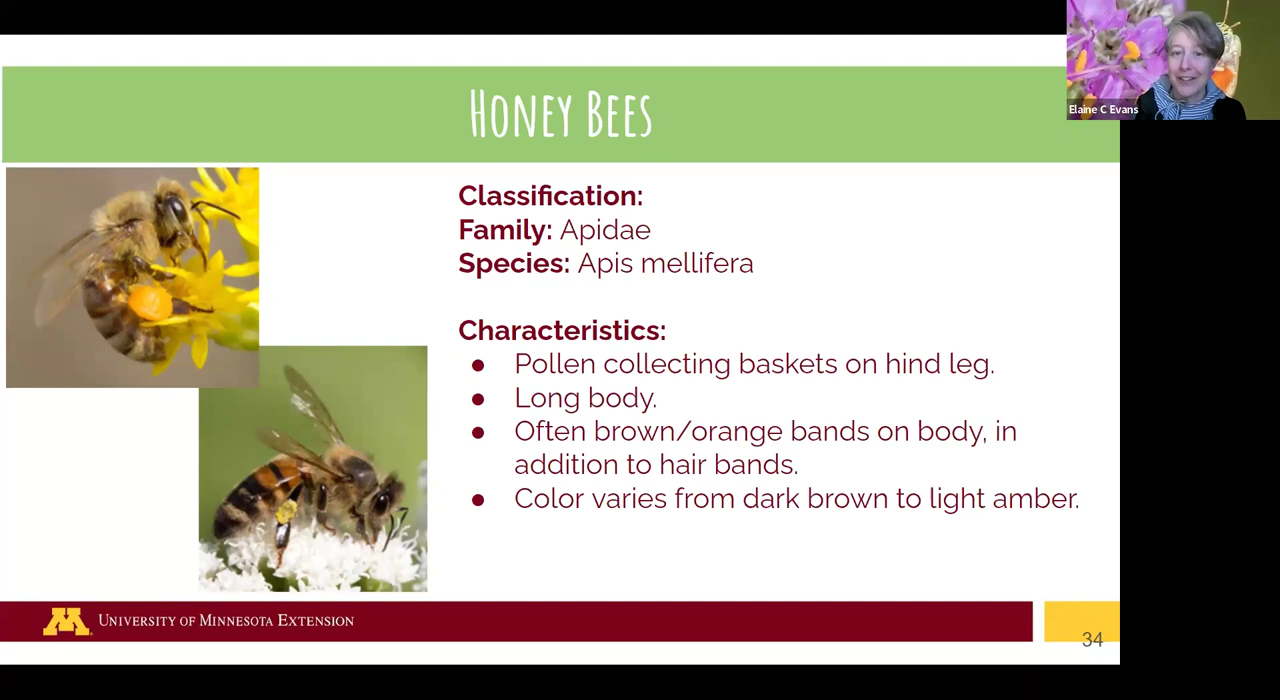 Honey Bees
Elaine C Evans
Classification:
Family: Apidae
Species: Apis mellifera
Characteristics:
● Pollen collecting baskets on hind leg.
● Long body.
● Often brown/orange bands on body, in
addition to hair bands.
● Color varies from dark brown to light amber.
M
University of Minnesota Extension
34